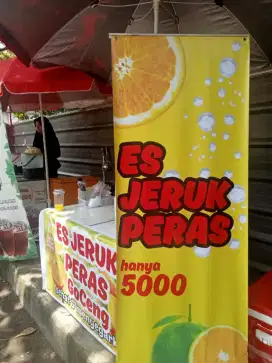 ES
JERUK
PERAS
hanya
5000
ES JERUK
PERAS
GoCeng